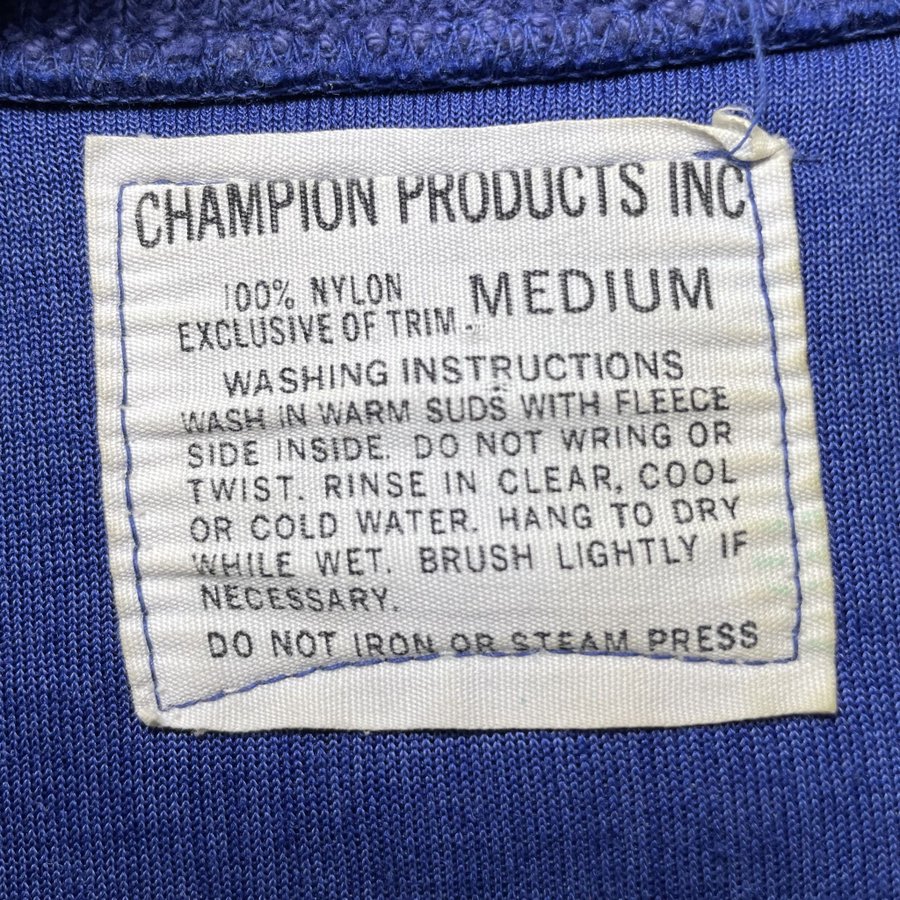 CHAMPION PRODUCTS INC
100% NYLON
EXCLUSIVE OF TRIM. MEDIUM
WASHING INSTRUCTIONS
WASH IN WARM SUDS WITH FLEECE
SIDE INSIDE. DO NOT WRING OR
TWIST. RINSE IN CLEAR, COOL
OR COLD WATER. HANG TO DRY
WHILE WET. BRUSH LIGHTLY IF
NECESSARY.
DO NOT IRON OR STEAM PRESS